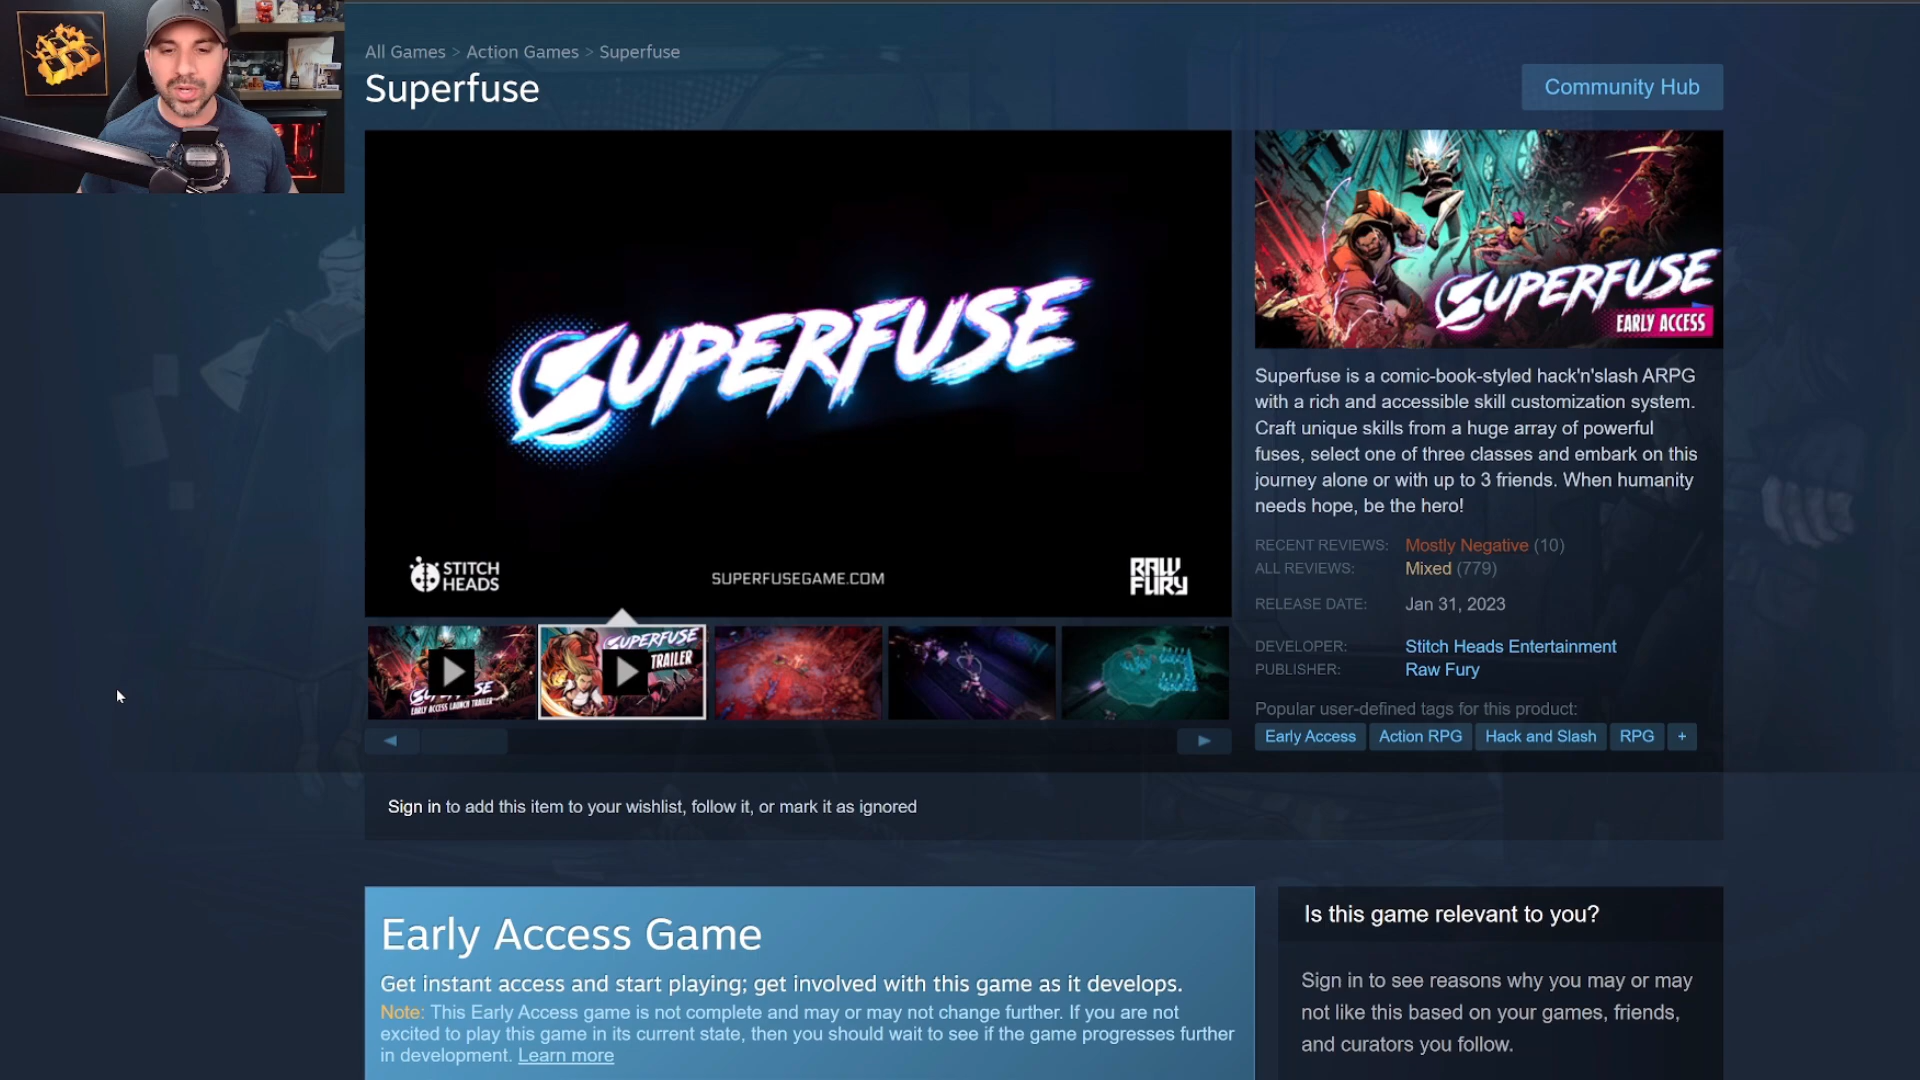 All Games > Action Games > Superfuse
Superfuse
Community Hub
SUPERFUSE
STITCH HEADS
SUPERFUSEGAME.COM
RAW FURY
SUPERFUSE
EARLY ACCESS
Superfuse is a comic-book-styled hack'n'slash ARPG
with a rich and accessible skill customization system.
Craft unique skills from a huge array of powerful
fuses, select one of three classes and embark on this
journey alone or with up to 3 friends. When humanity
needs hope, be the hero!
RECENT REVIEWS: Mostly Negative (10)
ALL REVIEWS: Mixed (779)
RELEASE DATE: Jan 31, 2023
DEVELOPER: Stitch Heads Entertainment
PUBLISHER: Raw Fury
Popular user-defined tags for this product:
Early Access Action RPG Hack and Slash RPG +
EARLY ACCESS LAUNCH TRAILER
SUPERFUSE
TRAILER
Sign in to add this item to your wishlist, follow it, or mark it as ignored
Early Access Game
Get instant access and start playing; get involved with this game as it develops.
Note: This Early Access game is not complete and may or may not change further. If you are not
excited to play this game in its current state, then you should wait to see if the game progresses further
in development. Learn more
Is this game relevant to you?
Sign in to see reasons why you may or may
not like this based on your games, friends,
and curators you follow.